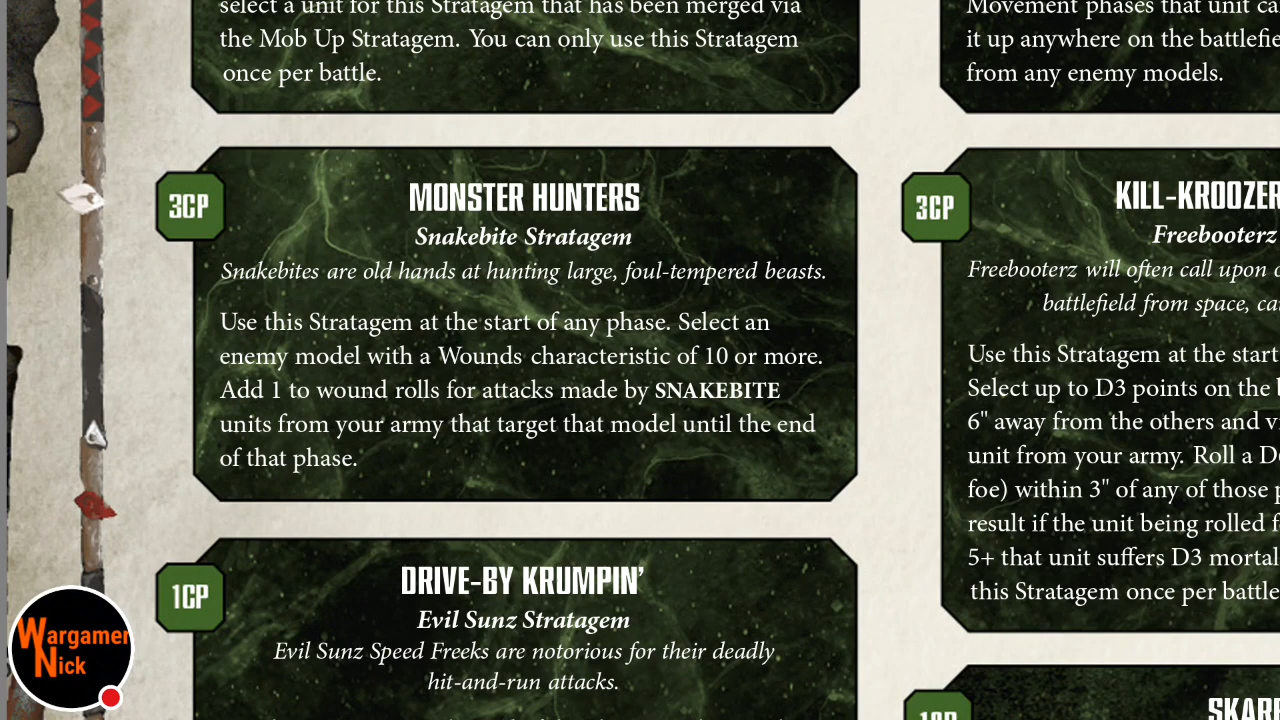 select a unit for this Stratagem that has been merged via
the Mob Up Stratagem. You can only use this Stratagem
once per battle.
3CP
MONSTER HUNTERS
Snakebite Stratagem
Snakebites are old hands at hunting large, foul-tempered beasts.
Use this Stratagem at the start of any phase. Select an
enemy model with a Wounds characteristic of 10 or more.
Add 1 to wound rolls for attacks made by SNAKEBITE
units from your army that target that model until the end
of that phase.
1CP
DRIVE-BY KRUMPIN’
Evil Sunz Stratagem
Evil Sunz Speed Freeks are notorious for their deadly
hit-and-run attacks.
Movement phases that unit
it up anywhere on the
from any enemy models.
3CP
KILL-KROOZER
Freebooterz
Freebooterz will often call upon
battlefield from space,
Use this Stratagem at the start
Select up to D3 points on the
6" away from the others and
unit from your army. Roll a
foe) within 3" of any of those
result if the unit being rolled
5+ that unit suffers D3
this Stratagem once per battle
Wargamer
Nick